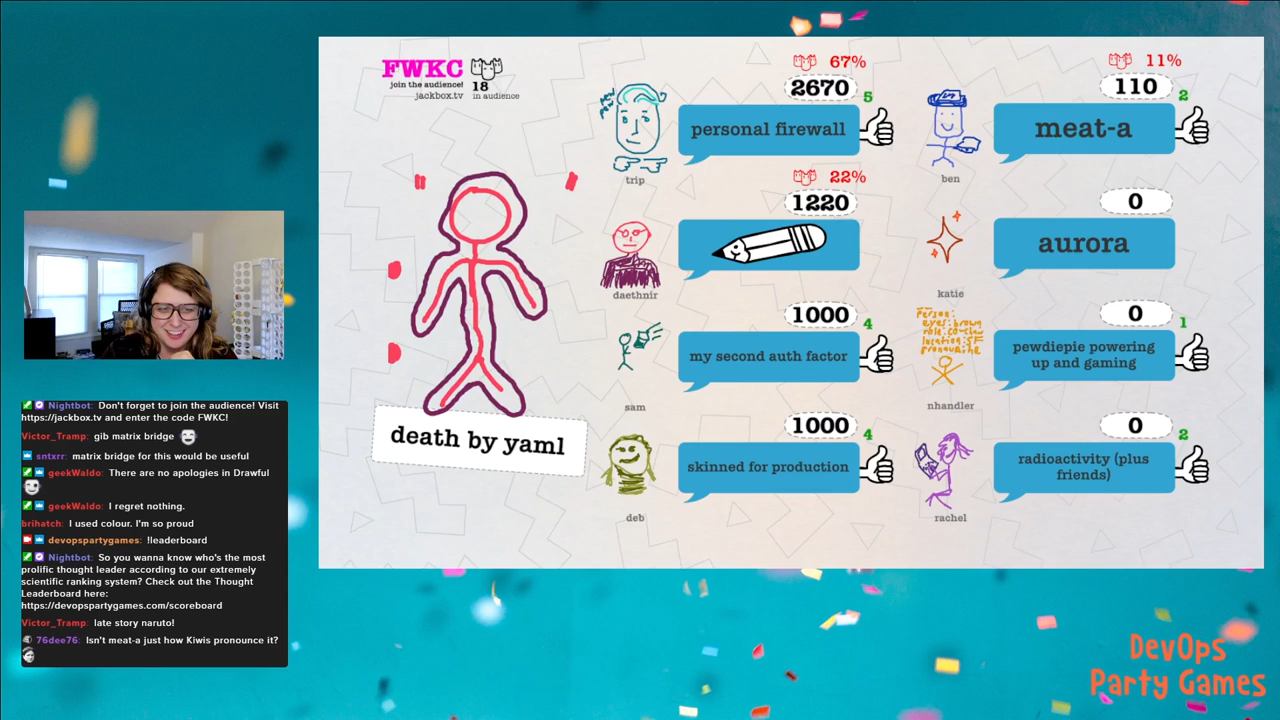 FWKC
join the audience!
jackbox.tv
18
in audience
death by yaml
67%
2670
5
personal firewall
trip
22%
1220
daethnir
1000
4
my second auth factor
sam
1000
4
skinned for production
deb
11%
110
2
meat-a
ben
0
aurora
katie
0
1
pewdiepie powering
up and gaming
Person:
eyes: brown
nhandler
0
2
radioactivity (plus
friends)
rachel
Nightbot: Don't forget to join the audience! Visit
https://jackbox.tv and enter the code FWKC!
Victor_Tramp: gib matrix bridge
sntxrr: matrix bridge for this would be useful
geekWaldo: There are no apologies in Drawful
geekWaldo: I regret nothing.
brihatch: I used colour. I'm so proud
devopspartygames: !leaderboard
Nightbot: So you wanna know who's the most
prolific thought leader according to our extremely
scientific ranking system? Check out the Thought
Leaderboard here:
https://devopspartygames.com/scoreboard
Victor_Tramp: late story naruto!
76dee76: Isn't meat-a just how Kiwis pronounce it?
DevOps
Party Games